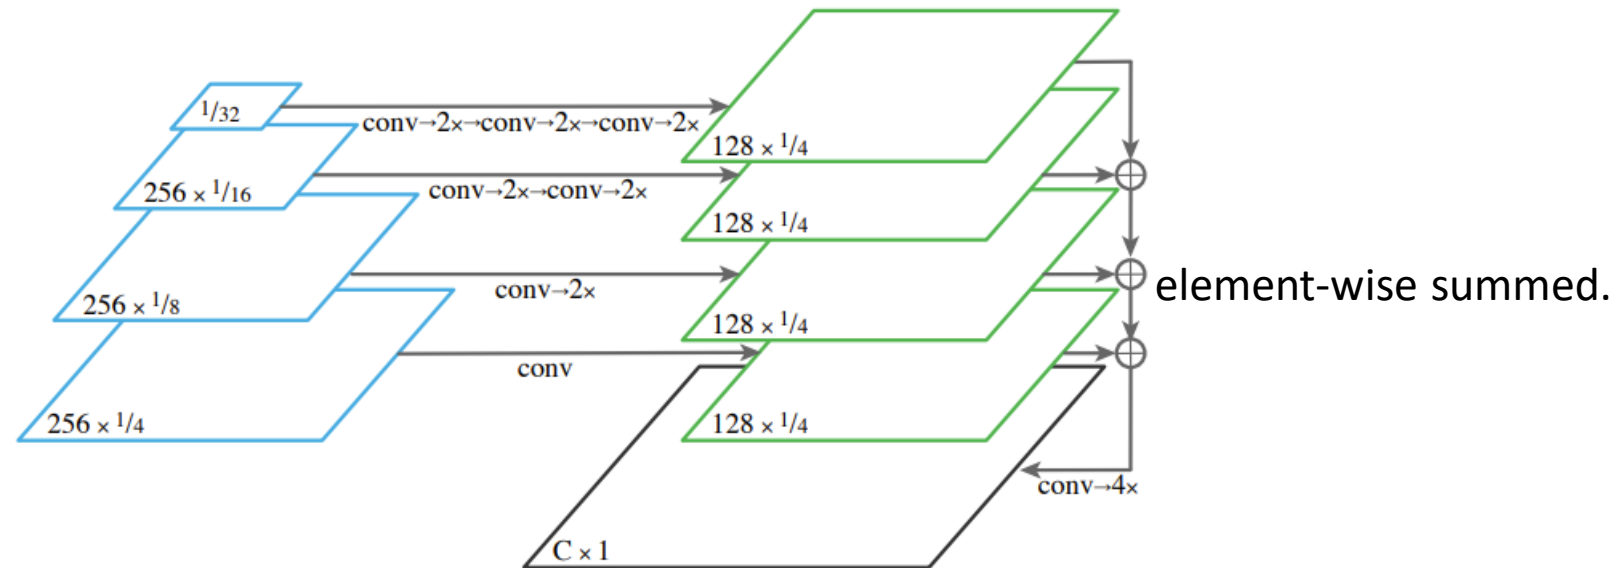 1/32
conv→2×→conv→2×→conv→2×
128 × 1/4
256 × 1/16
conv→2×→conv→2×
128 × 1/4
256 × 1/8
conv→2×
element-wise summed.
128 × 1/4
conv
256 × 1/4
128 × 1/4
conv→4×
C × 1